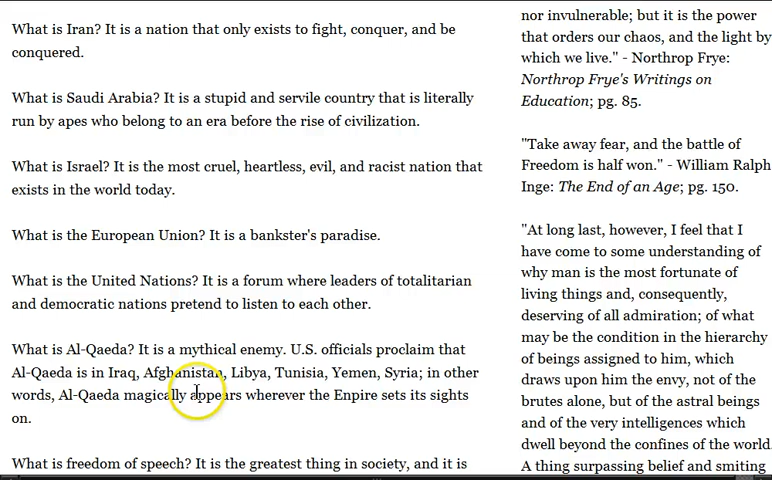 What is Iran? It is a nation that only exists to fight, conquer, and be
conquered.
What is Saudi Arabia? It is a stupid and servile country that is literally
run by apes who belong to an era before the rise of civilization.
What is Israel? It is the most cruel, heartless, evil, and racist nation that
exists in the world today.
What is the European Union? It is a bankster's paradise.
What is the United Nations? It is a forum where leaders of totalitarian
and democratic nations pretend to listen to each other.
What is Al-Qaeda? It is a mythical enemy. U.S. officials proclaim that
Al-Qaeda is in Iraq, Afghanistan, Libya, Tunisia, Yemen, Syria; in other
words, Al-Qaeda magically appears wherever the Enpire sets its sights
on.
What is freedom of speech? It is the greatest thing in society, and it is
nor invulnerable; but it is the power
that orders our chaos, and the light by
which we live." - Northrop Frye:
Northrop Frye's Writings on
Education; pg. 85.
"Take away fear, and the battle of
Freedom is half won." - William Ralph
Inge: The End of an Age; pg. 150.
"At long last, however, I feel that I
have come to some understanding of
why man is the most fortunate of
living things and, consequently,
deserving of all admiration; of what
may be the condition in the hierarchy
of beings assigned to him, which
draws upon him the envy, not of the
brutes alone, but of the astral beings
and of the very intelligences which
dwell beyond the confines of the world.
A thing surpassing belief and smiting